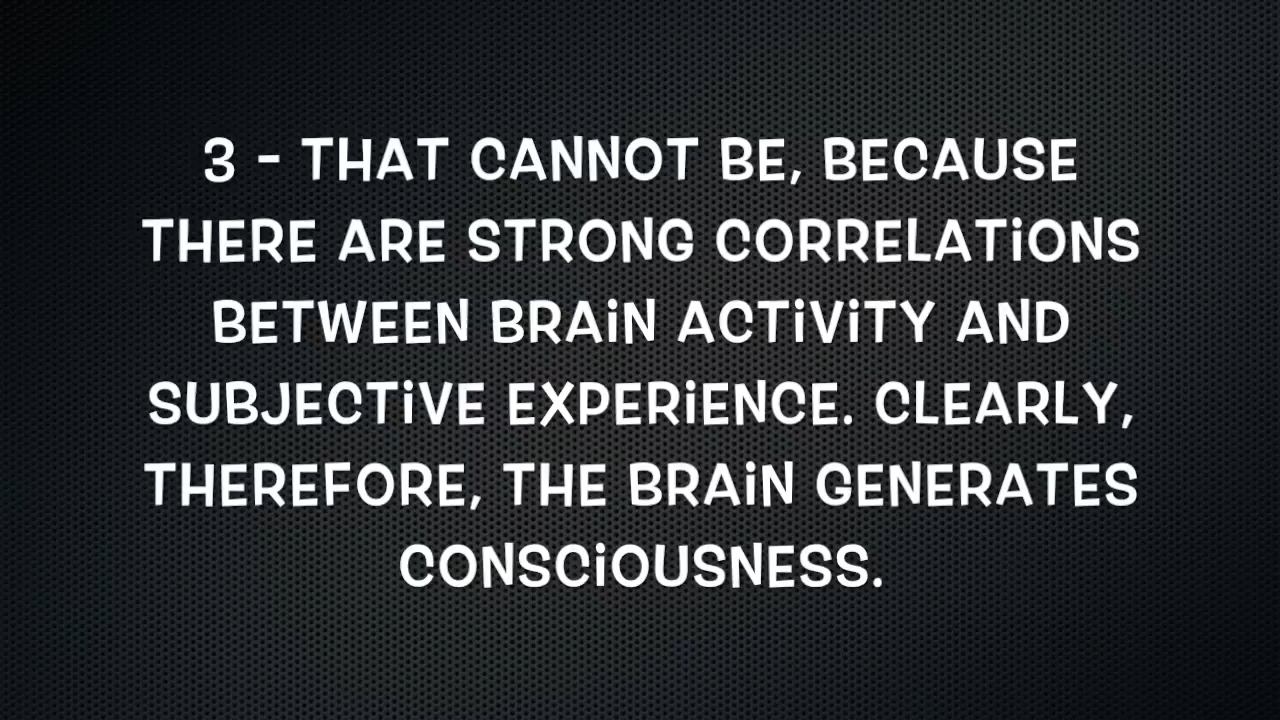 3 - THAT CANNOT BE, BECAUSE
THERE ARE STRONG CORRELATIONS
BETWEEN BRAIN ACTIVITY AND
SUBJECTIVE EXPERIENCE. CLEARLY,
THEREFORE, THE BRAIN GENERATES
CONSCIOUSNESS.